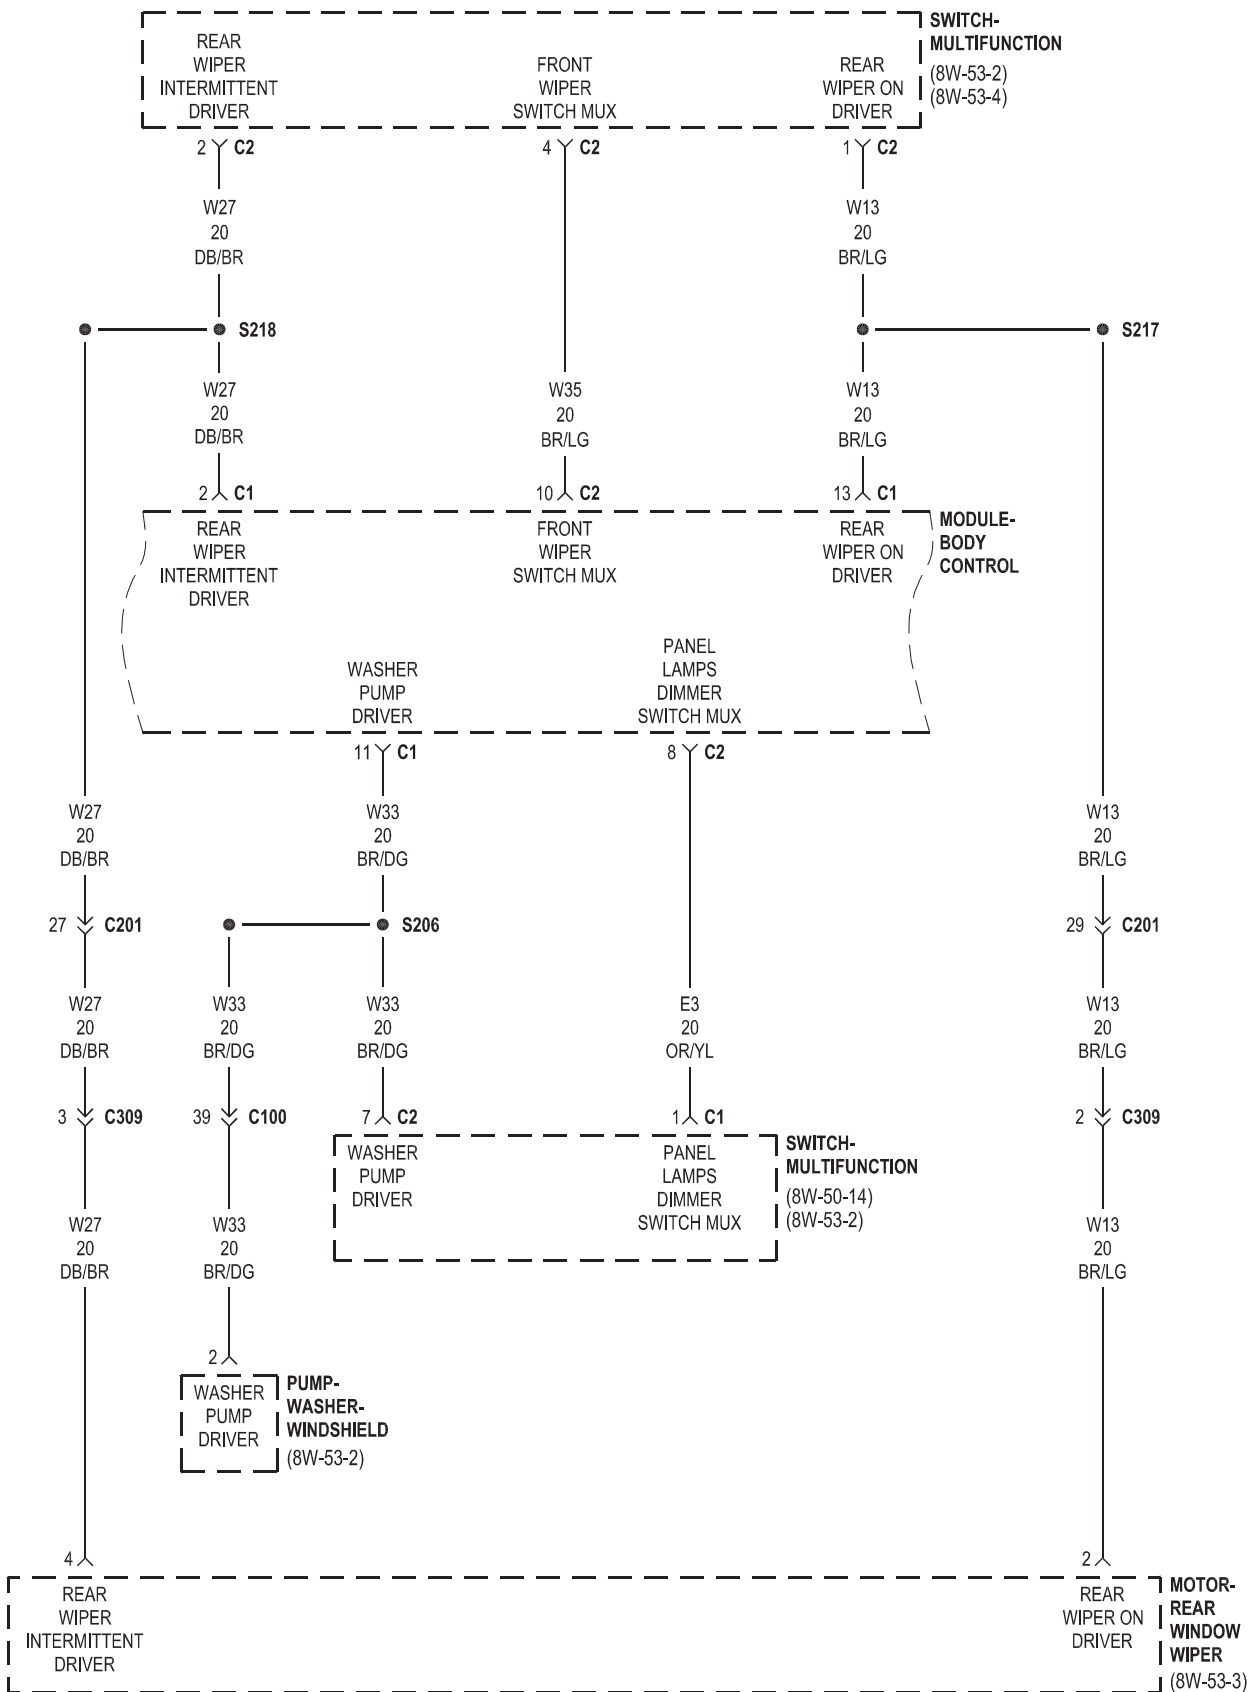 SWITCH-
MULTIFUNCTION
(8W-53-2)
(8W-53-4)
REAR
WIPER
INTERMITTENT
DRIVER
FRONT
WIPER
SWITCH MUX
REAR
WIPER ON
DRIVER
2 C2
4 C2
1 C2
W27
20
DB/BR
W13
20
BR/LG
S218
S217
W27
20
DB/BR
W35
20
BR/LG
W13
20
BR/LG
2 C1
10 C2
13 C1
REAR
WIPER
INTERMITTENT
DRIVER
FRONT
WIPER
SWITCH MUX
REAR
WIPER ON
DRIVER
MODULE-
BODY
CONTROL
WASHER
PUMP
DRIVER
PANEL
LAMPS
DIMMER
SWITCH MUX
11 C1
8 C2
W27
20
DB/BR
W33
20
BR/DG
W13
20
BR/LG
27 C201
S206
29 C201
W27
20
DB/BR
W33
20
BR/DG
W33
20
BR/DG
E3
20
OR/YL
W13
20
BR/LG
3 C309
39 C100
7 C2
1 C1
2 C309
WASHER
PUMP
DRIVER
PANEL
LAMPS
DIMMER
SWITCH MUX
SWITCH-
MULTIFUNCTION
(8W-50-14)
(8W-53-2)
W27
20
DB/BR
W33
20
BR/DG
W13
20
BR/LG
2
WASHER
PUMP
DRIVER
PUMP-
WASHER-
WINDSHIELD
(8W-53-2)
4
2
REAR
WIPER
INTERMITTENT
DRIVER
REAR
WIPER ON
DRIVER
MOTOR-
REAR
WINDOW
WIPER
(8W-53-3)